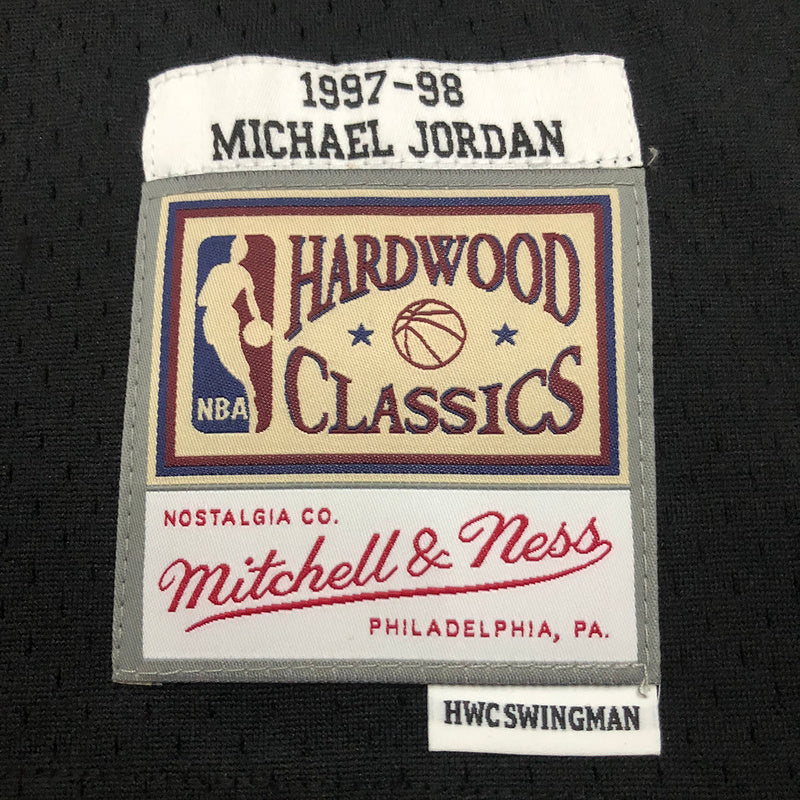 1997-98
MICHAEL JORDAN
HARDWOOD
CLASSICS
NBA
NOSTALGIA CO.
Mitchell & Ness
PHILADELPHIA, PA.
HWC SWINGMAN